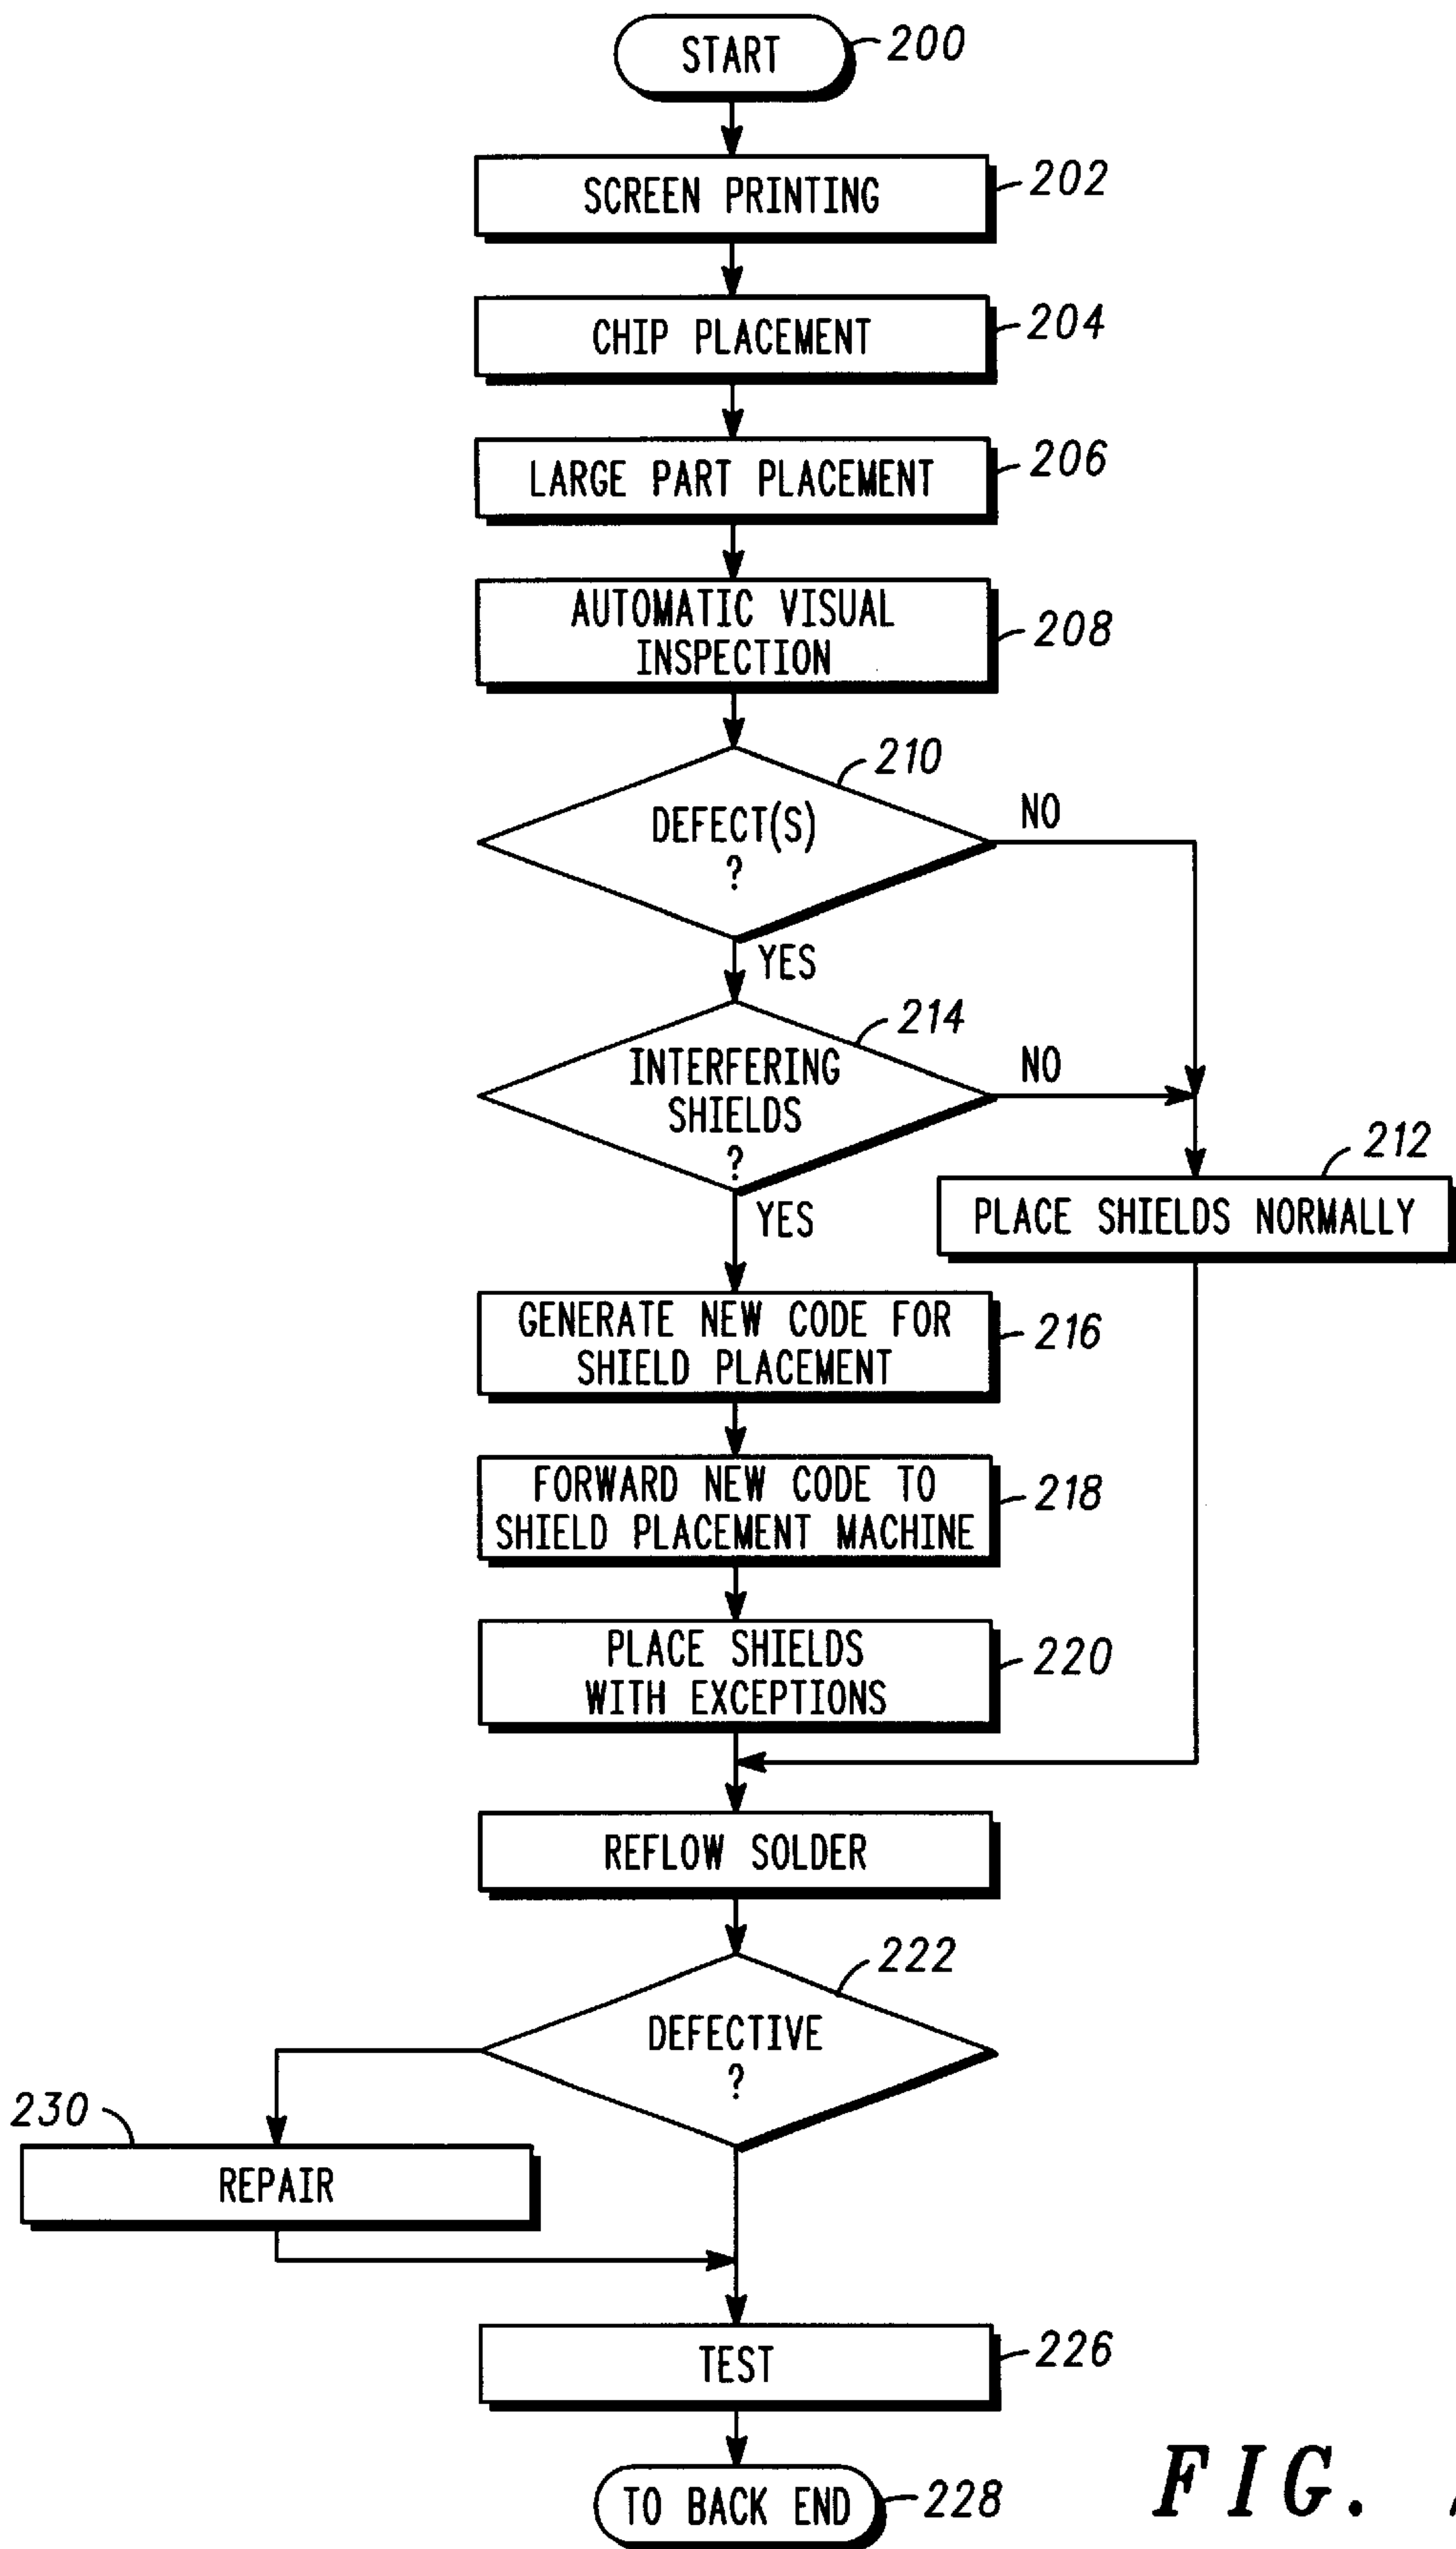 START
200
SCREEN PRINTING
202
CHIP PLACEMENT
204
LARGE PART PLACEMENT
206
AUTOMATIC VISUAL
INSPECTION
208
210
DEFECT(S)
?
NO
YES
214
INTERFERING
SHIELDS
?
NO
YES
212
PLACE SHIELDS NORMALLY
GENERATE NEW CODE FOR
SHIELD PLACEMENT
216
FORWARD NEW CODE TO
SHIELD PLACEMENT MACHINE
218
PLACE SHIELDS
WITH EXCEPTIONS
220
REFLOW SOLDER
222
DEFECTIVE
?
230
REPAIR
TEST
226
TO BACK END
228
FIG.